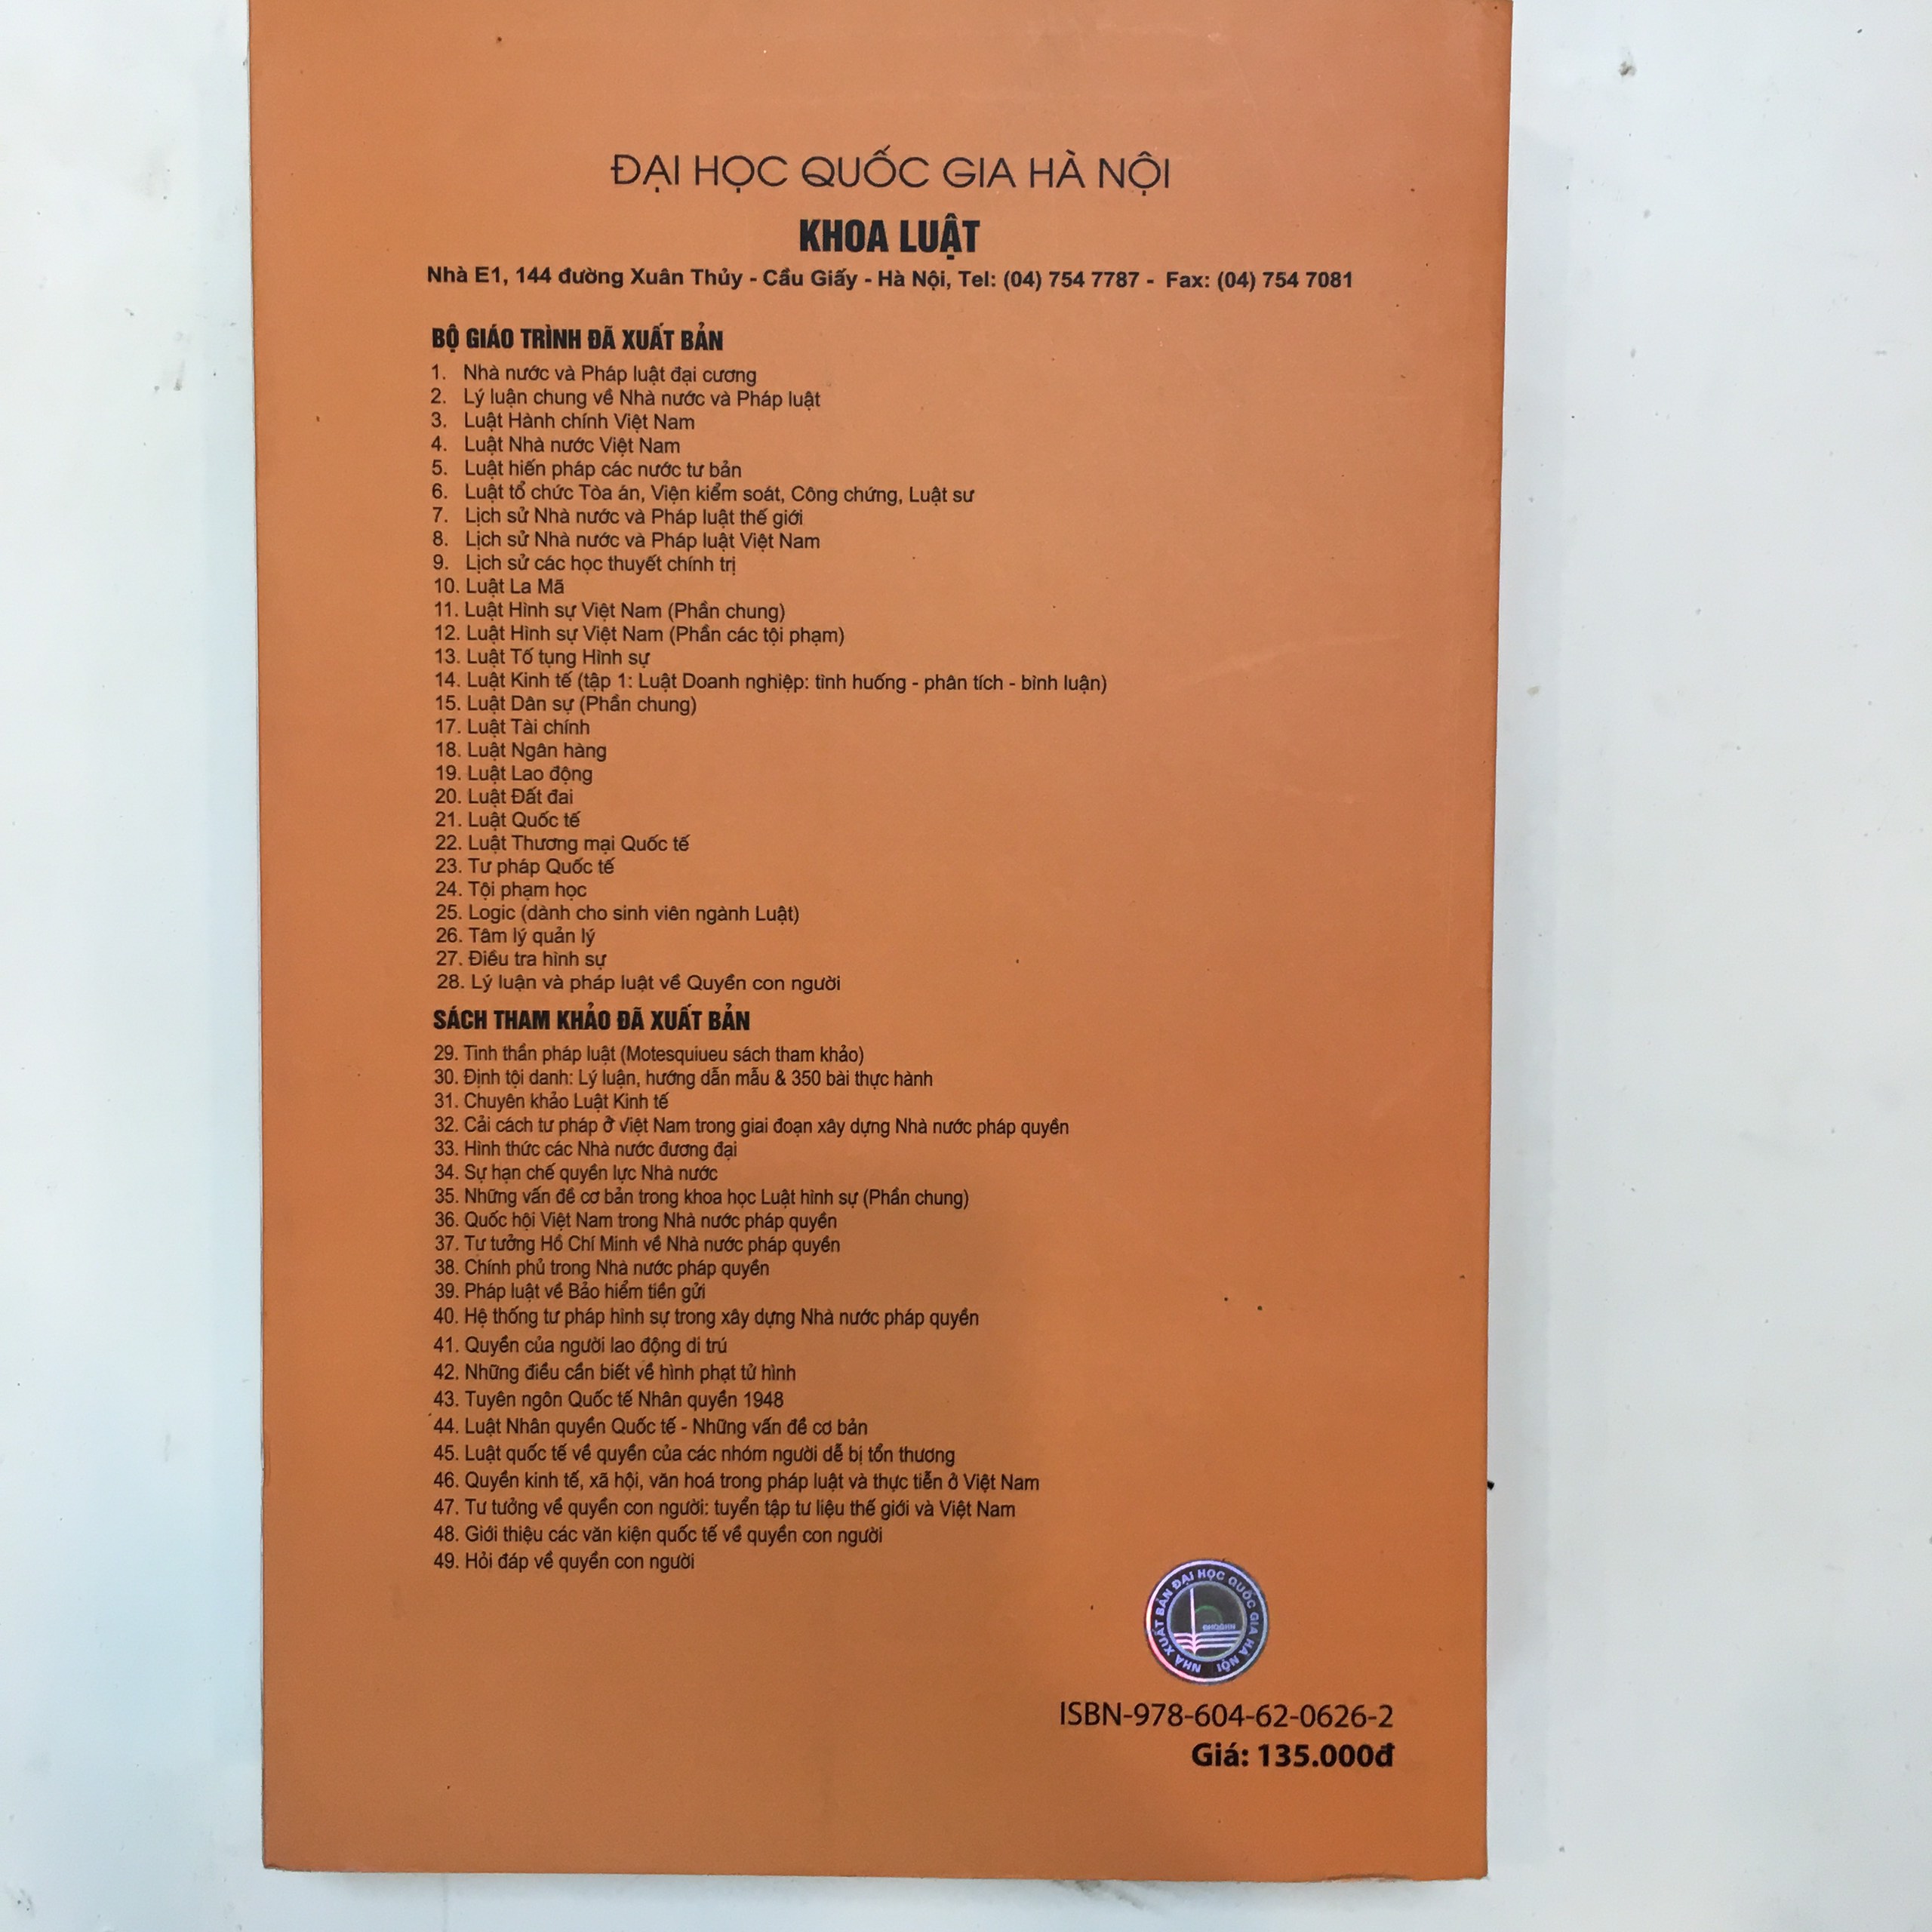 ĐẠI HỌC QUỐC GIA HÀ NỘI
KHOA LUẬT
Nhà E1, 144 đường Xuân Thủy - Cầu Giấy - Hà Nội, Tel: (04) 754 7787 - Fax: (04) 754 7081
BỘ GIÁO TRÌNH ĐÃ XUẤT BẢN
1. Nhà nước và Pháp luật đại cương
2. Lý luận chung về Nhà nước và Pháp luật
3. Luật Hành chính Việt Nam
4. Luật Nhà nước Việt Nam
5. Luật hiến pháp các nước tư bản
6. Luật tổ chức Tòa án, Viện kiểm soát, Công chứng, Luật sư
7. Lịch sử Nhà nước và Pháp luật thế giới
8. Lịch sử Nhà nước và Pháp luật Việt Nam
9. Lịch sử các học thuyết chính trị
10. Luật La Mã
11. Luật Hình sự Việt Nam (Phần chung)
12. Luật Hình sự Việt Nam (Phần các tội phạm)
13. Luật Tố tụng Hình sự
14. Luật Kinh tế (tập 1: Luật Doanh nghiệp: tình huống - phân tích - bình luận)
15. Luật Dân sự (Phần chung)
17. Luật Tài chính
18. Luật Ngân hàng
19. Luật Lao động
20. Luật Đất đai
21. Luật Quốc tế
22. Luật Thương mại Quốc tế
23. Tư pháp Quốc tế
24. Tội phạm học
25. Logic (dành cho sinh viên ngành Luật)
26. Tâm lý quản lý
27. Điều tra hình sự
28. Lý luận và pháp luật về Quyền con người
SÁCH THAM KHẢO ĐÃ XUẤT BẢN
29. Tinh thần pháp luật (Motesquiueu sách tham khảo)
30. Định tội danh: Lý luận, hướng dẫn mẫu & 350 bài thực hành
31. Chuyên khảo Luật Kinh tế
32. Cải cách tư pháp ở Việt Nam trong giai đoạn xây dựng Nhà nước pháp quyền
33. Hình thức các Nhà nước đương đại
34. Sự hạn chế quyền lực Nhà nước
35. Những vấn đề cơ bản trong khoa học Luật hình sự (Phần chung)
36. Quốc hội Việt Nam trong Nhà nước pháp quyền
37. Tư tưởng Hồ Chí Minh về Nhà nước pháp quyền
38. Chính phủ trong Nhà nước pháp quyền
39. Pháp luật về Bảo hiểm tiền gửi
40. Hệ thống tư pháp hình sự trong xây dựng Nhà nước pháp quyền
41. Quyền của người lao động di trú
42. Những điều cần biết về hình phạt tử hình
43. Tuyên ngôn Quốc tế Nhân quyền 1948
44. Luật Nhân quyền Quốc tế - Những vấn đề cơ bản
45. Luật quốc tế về quyền của các nhóm người dễ bị tổn thương
46. Quyền kinh tế, xã hội, văn hoá trong pháp luật và thực tiễn ở Việt Nam
47. Tư tưởng về quyền con người: tuyển tập tư liệu thế giới và Việt Nam
48. Giới thiệu các văn kiện quốc tế về quyền con người
49. Hỏi đáp về quyền con người
NHÀ XUẤT BẢN ĐẠI HỌC QUỐC GIA HÀ NỘI
ĐHQGHN
ISBN-978-604-62-0626-2
Giá: 135.000đ